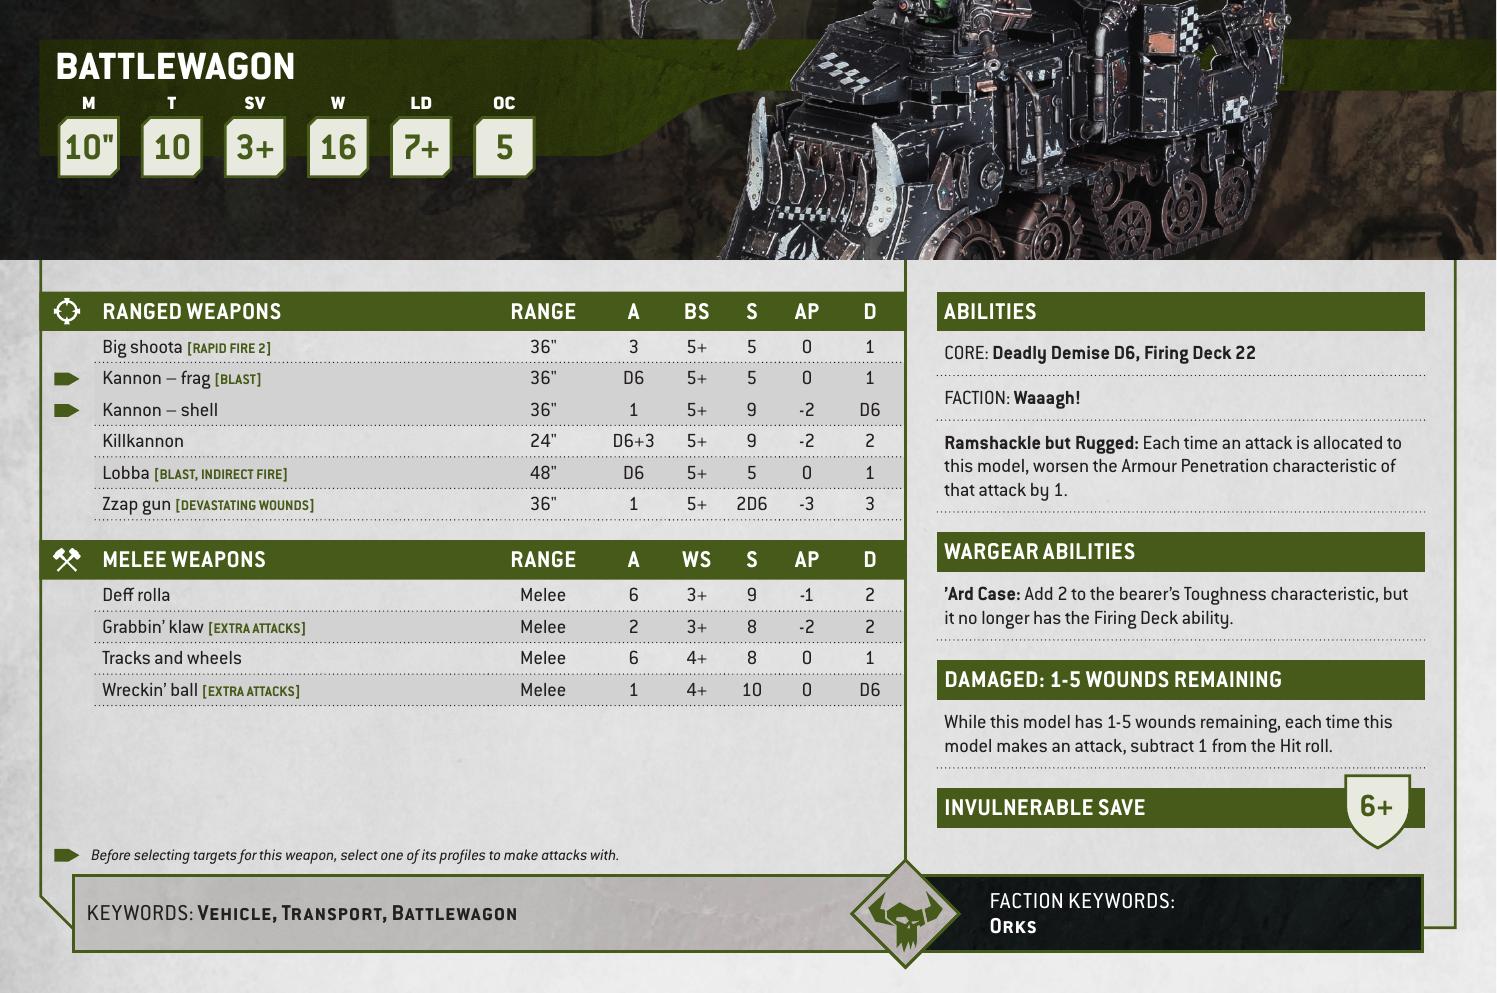 BATTLEWAGON
M T SV W LD OC
10" 10 3+ 16 7+ 5
RANGED WEAPONS RANGE A BS S AP D
Big shoota [RAPID FIRE 2] 36" 3 5+ 5 0 1
Kannon – frag [BLAST] 36" D6 5+ 5 0 1
Kannon – shell 36" 1 5+ 9 -2 D6
Killkannon 24" D6+3 5+ 9 -2 2
Lobba [BLAST, INDIRECT FIRE] 48" D6 5+ 5 0 1
Zzap gun [DEVASTATING WOUNDS] 36" 1 5+ 2D6 -3 3
MELEE WEAPONS RANGE A WS S AP D
Deff rolla Melee 6 3+ 9 -1 2
Grabbin’ klaw [EXTRA ATTACKS] Melee 2 3+ 8 -2 2
Tracks and wheels Melee 6 4+ 8 0 1
Wreckin’ ball [EXTRA ATTACKS] Melee 1 4+ 10 0 D6
Before selecting targets for this weapon, select one of its profiles to make attacks with.
ABILITIES
CORE: Deadly Demise D6, Firing Deck 22
FACTION: Waaagh!
Ramshackle but Rugged: Each time an attack is allocated to
this model, worsen the Armour Penetration characteristic of
that attack by 1.
WARGEAR ABILITIES
’Ard Case: Add 2 to the bearer’s Toughness characteristic, but
it no longer has the Firing Deck ability.
DAMAGED: 1-5 WOUNDS REMAINING
While this model has 1-5 wounds remaining, each time this
model makes an attack, subtract 1 from the Hit roll.
INVULNERABLE SAVE 6+
KEYWORDS: VEHICLE, TRANSPORT, BATTLEWAGON
FACTION KEYWORDS:
ORKS